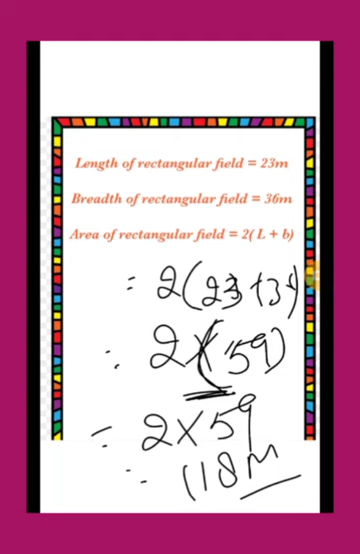 Length of rectangular field = 23m
Breadth of rectangular field = 36m
Area of rectangular field = 2( L + b)
= 2(23+36)
= 2×(59)
= 2×59
= 118m